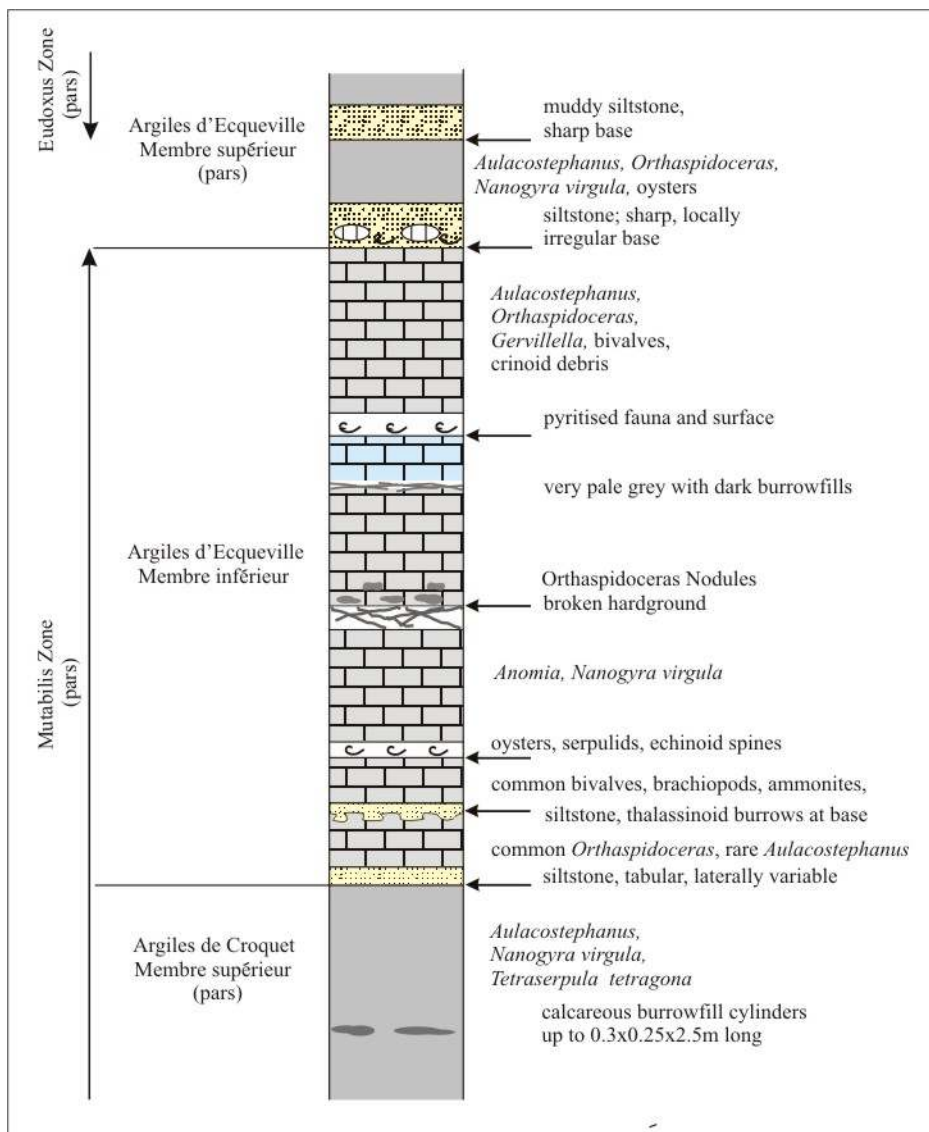 Eudoxus Zone
(pars)
Argiles d'Ecqueville
Membre supérieur
(pars)
muddy siltstone,
sharp base
Aulacostephanus, Orthaspidoceras,
Nanogyra virgula, oysters
siltstone; sharp, locally
irregular base
Aulacostephanus,
Orthaspidoceras,
Gervillella, bivalves,
crinoid debris
pyritised fauna and surface
very pale grey with dark burrowfills
Argiles d'Ecqueville
Membre inférieur
Orthaspidoceras Nodules
broken hardground
Mutabilis Zone
(pars)
Anomia, Nanogyra virgula
oysters, serpulids, echinoid spines
common bivalves, brachiopods, ammonites,
siltstone, thalassinoid burrows at base
common Orthaspidoceras, rare Aulacostephanus
siltstone, tabular, laterally variable
Argiles de Croquet
Membre supérieur
(pars)
Aulacostephanus,
Nanogyra virgula,
Tetraserpula tetragona
calcareous burrowfill cylinders
up to 0.3x0.25x2.5m long